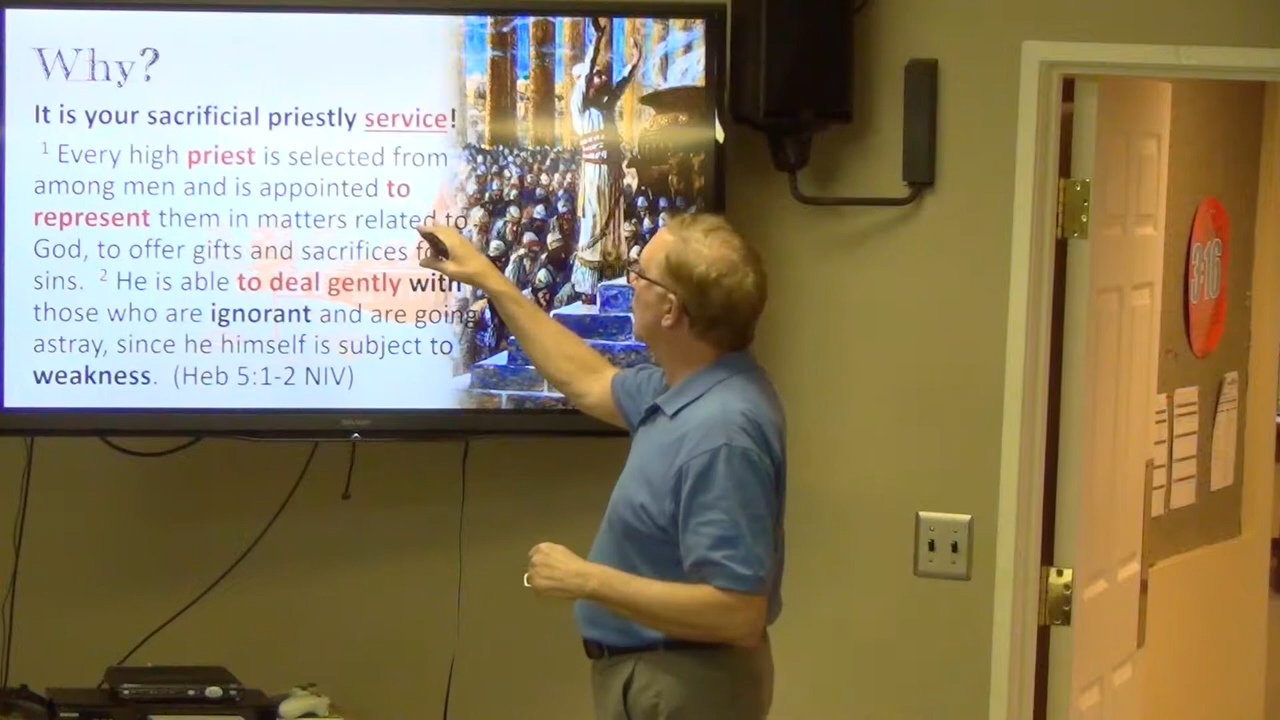 Why?
It is your sacrificial priestly service!
1 Every high priest is selected from
among men and is appointed to
represent them in matters related to
God, to offer gifts and sacrifices for
sins. 2 He is able to deal gently with
those who are ignorant and are going
astray, since he himself is subject to
weakness. (Heb 5:1-2 NIV)
3:16